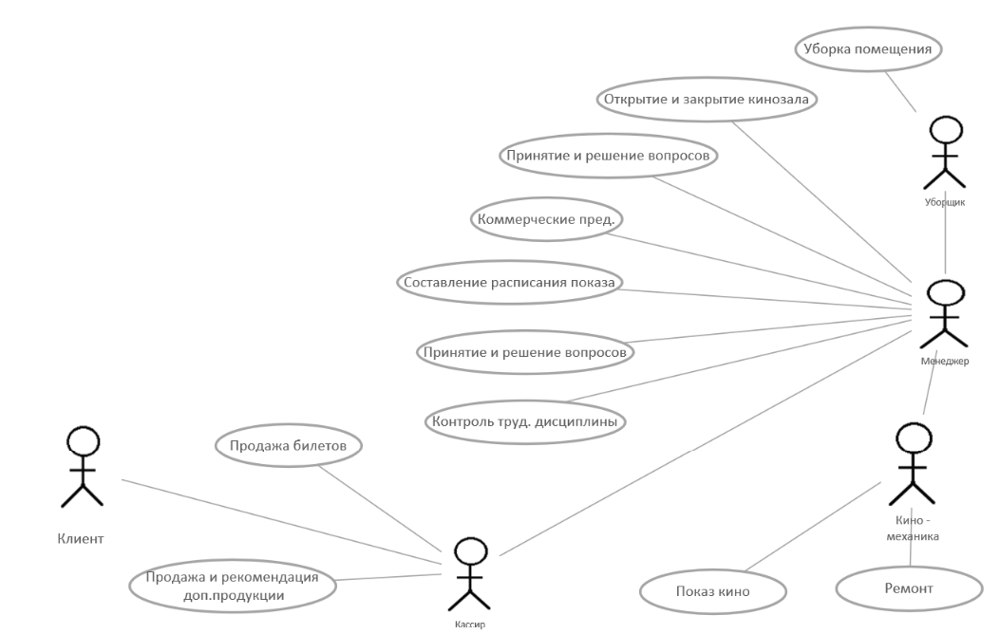 Уборка помещения
Открытие и закрытие кинозала
Принятие и решение вопросов
Уборщик
Коммерческие пред.
Составление расписания показа
Принятие и решение вопросов
Менеджер
Контроль труд. дисциплины
Продажа билетов
Клиент
Кино -
механика
Продажа и рекомендация
доп.продукции
Показ кино
Ремонт
Кассир